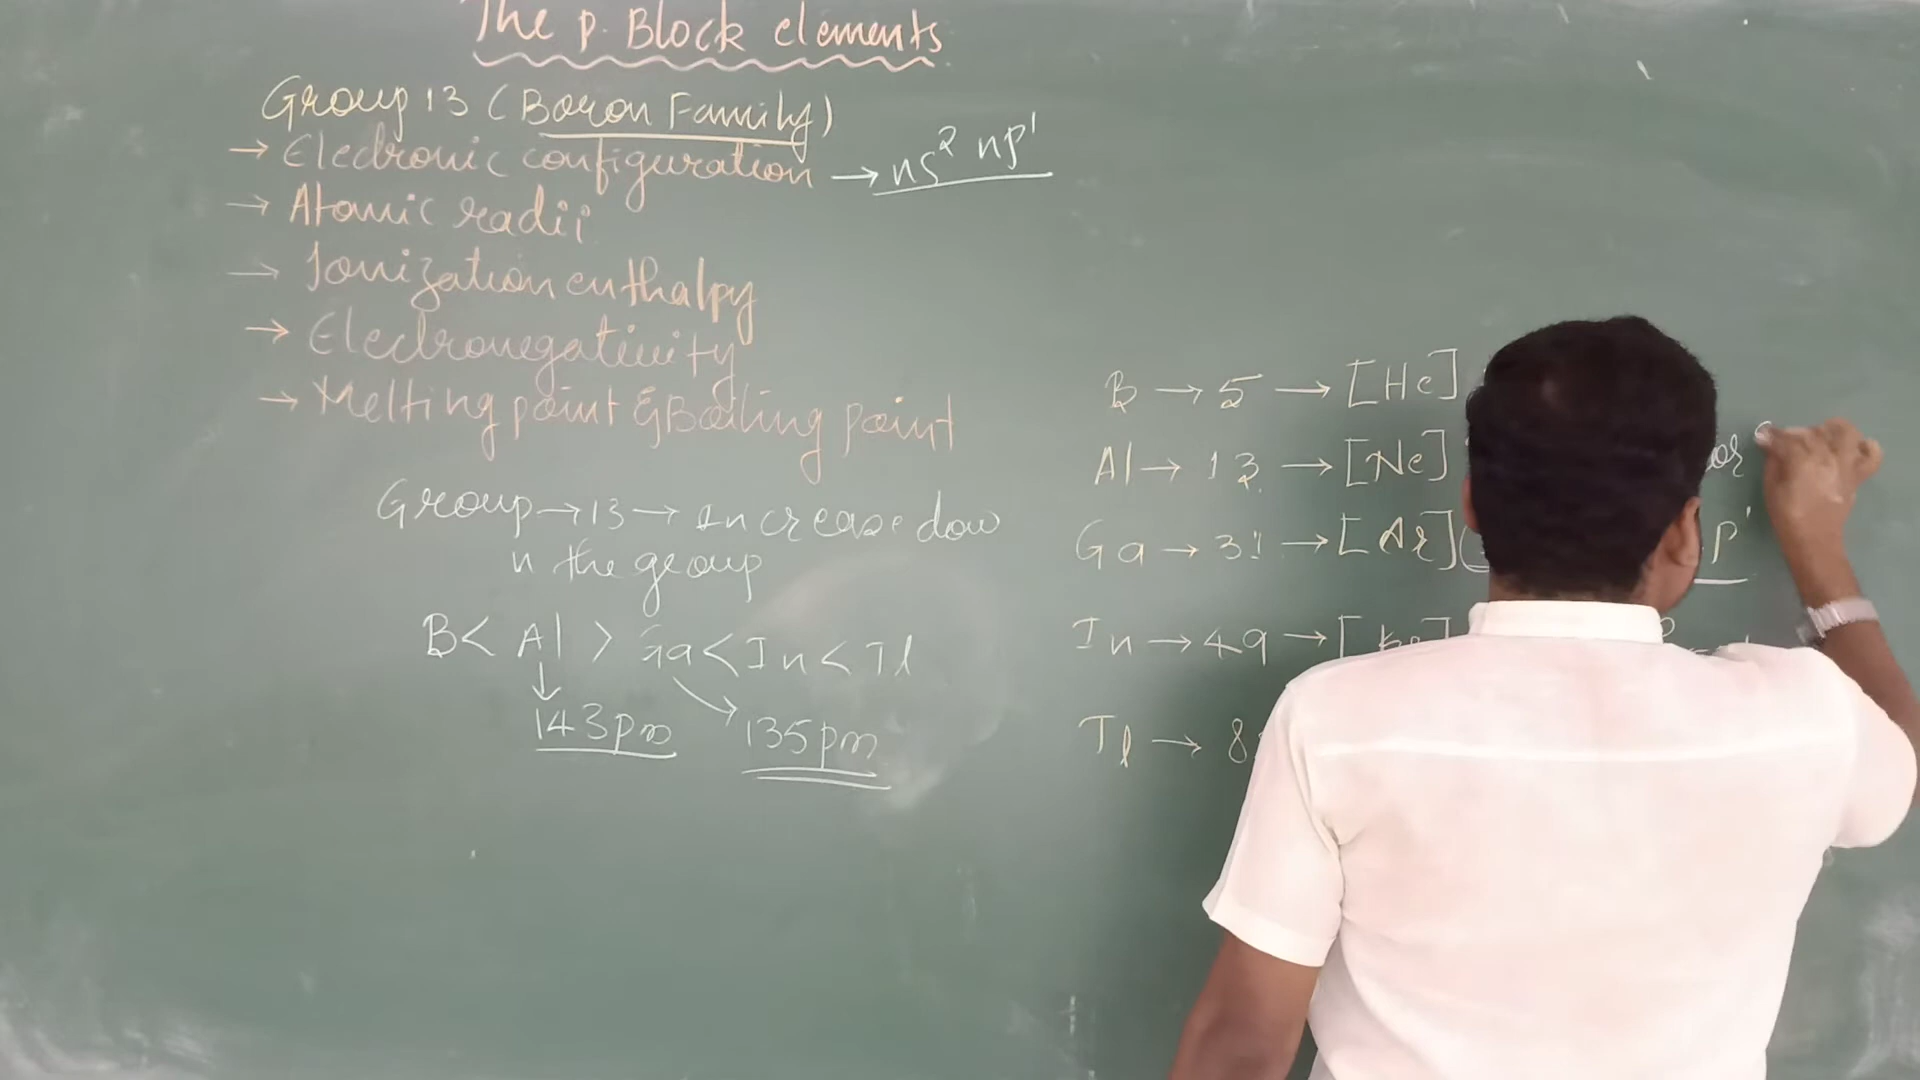 The p-Block elements
Group 13 (Boron Family)
→ Electronic configuration → ns² np¹
→ Atomic radii
→ Ionization enthalpy
→ Electronegativity
→ Melting point & Boiling point
Group → 13 → increase dow
n the group
B < Al > Ga < In < Tl
143pm 135pm
B → 5 → [He]
Al → 13 → [Ne]
Ga → 31 → [Ar] p¹
In → 49 → [Kr]
Tl → 8